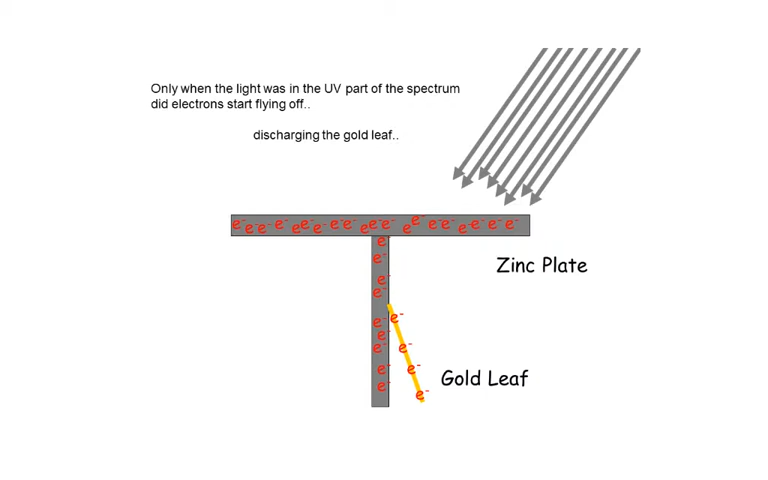 Only when the light was in the UV part of the spectrum
did electrons start flying off..
discharging the gold leaf..
e⁻ e⁻ e⁻ e⁻ e e⁻ e⁻ e⁻ e⁻ e e⁻ e⁻ e e⁻ e⁻ e⁻ e⁻ e⁻ e⁻ e⁻
e⁻
e⁻
Zinc Plate
e⁻
e⁻
e⁻ e⁻
e⁻
e⁻ e⁻
e⁻ e⁻
Gold Leaf
e⁻ e⁻